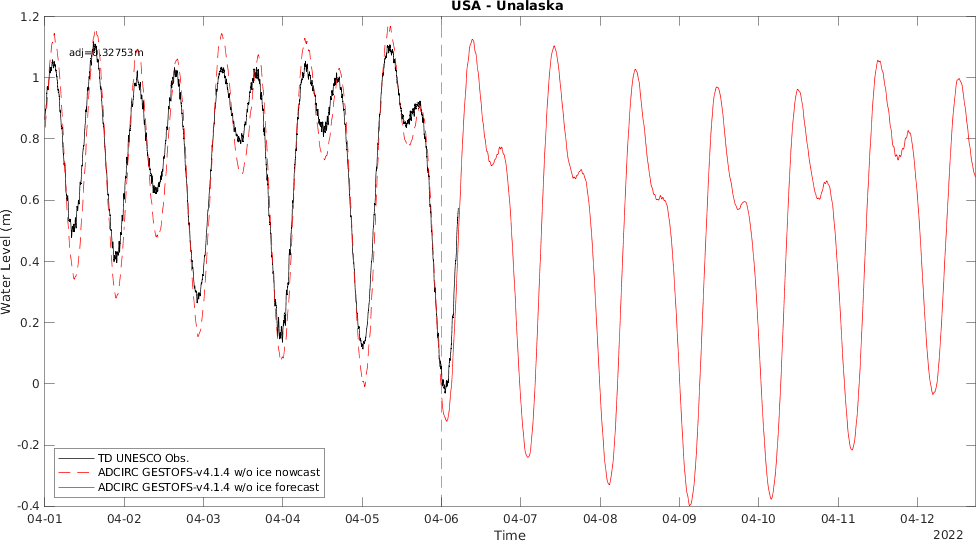 USA - Unalaska
1.2
1
0.8
0.6
0.4
0.2
0
-0.2
-0.4
Water Level (m)
adj=0.32753m
TD UNESCO Obs.
ADCIRC GESTOFS-v4.1.4 w/o ice nowcast
ADCIRC GESTOFS-v4.1.4 w/o ice forecast
04-01 04-02 04-03 04-04 04-05 04-06 04-07 04-08 04-09 04-10 04-11 04-12
Time
2022